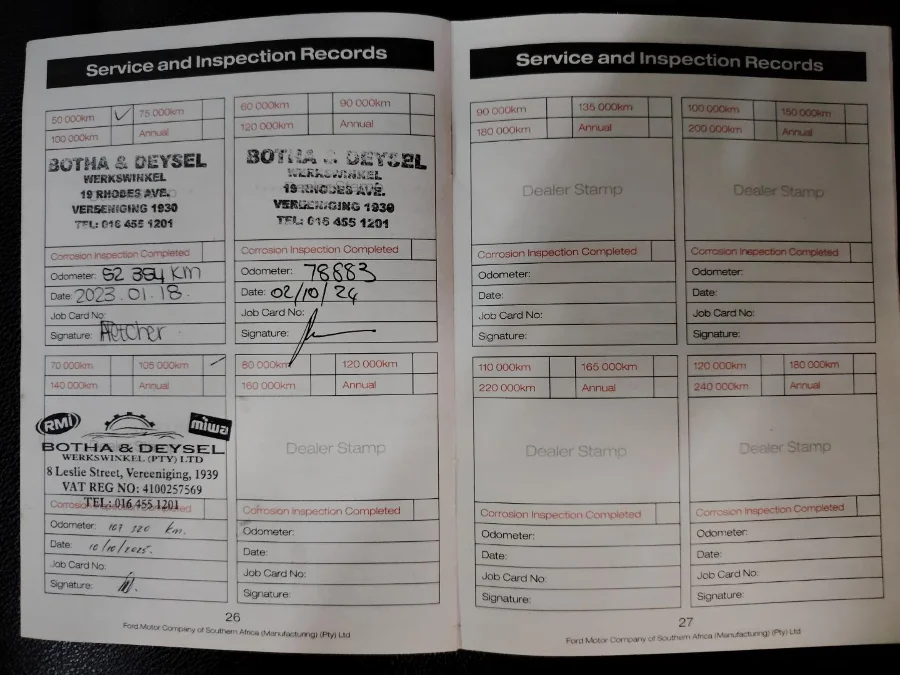 Service and Inspection Records
50 000km 75 000km
100 000km Annual
BOTHA & DEYSEL
WERKSWINKEL
19 RHODES AVE.
VEREENIGING 1930
TEL: 016 455 1201
Corrosion Inspection Completed
Odometer: 52 354 KM
Date: 2023.01.18.
Job Card No:
Signature:
60 000km 90 000km
120 000km Annual
BOTHA & DEYSEL
WERKSWINKEL
19 RHODES AVE.
VEREENIGING 1930
TEL: 016 455 1201
Corrosion Inspection Completed
Odometer: 78883
Date: 02/10/24
Job Card No:
Signature:
70 000km 105 000km
140 000km Annual
RMI
miwa
BOTHA & DEYSEL
WERKSWINKEL (PTY) LTD
8 Leslie Street, Vereeniging, 1939
VAT REG NO: 4100257569
TEL: 016 455 1201
Corrosion Inspection Completed
Odometer: 107 120 km.
Date: 10/10/2025.
Job Card No:
Signature:
80 000km 120 000km
160 000km Annual
Dealer Stamp
Corrosion Inspection Completed
Odometer:
Date:
Job Card No:
Signature:
26
Ford Motor Company of Southern Africa (Manufacturing) (Pty) Ltd
Service and Inspection Records
90 000km 135 000km
180 000km Annual
Dealer Stamp
Corrosion Inspection Completed
Odometer:
Date:
Job Card No:
Signature:
100 000km 150 000km
200 000km Annual
Dealer Stamp
Corrosion Inspection Completed
Odometer:
Date:
Job Card No:
Signature:
110 000km 165 000km
220 000km Annual
Dealer Stamp
Corrosion Inspection Completed
Odometer:
Date:
Job Card No:
Signature:
120 000km 180 000km
240 000km Annual
Dealer Stamp
Corrosion Inspection Completed
Odometer:
Date:
Job Card No:
Signature:
27
Ford Motor Company of Southern Africa (Manufacturing) (Pty) Ltd